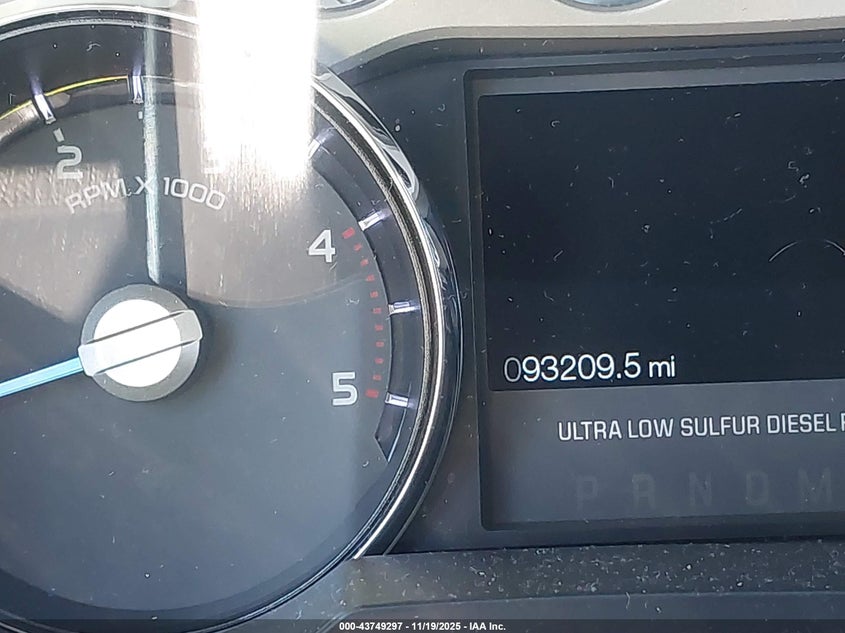 2
RPM X 1000
4
5
093209.5 mi
ULTRA LOW SULFUR DIESEL
P R N D M
000-43749297 - 11/19/2025 - IAA Inc.